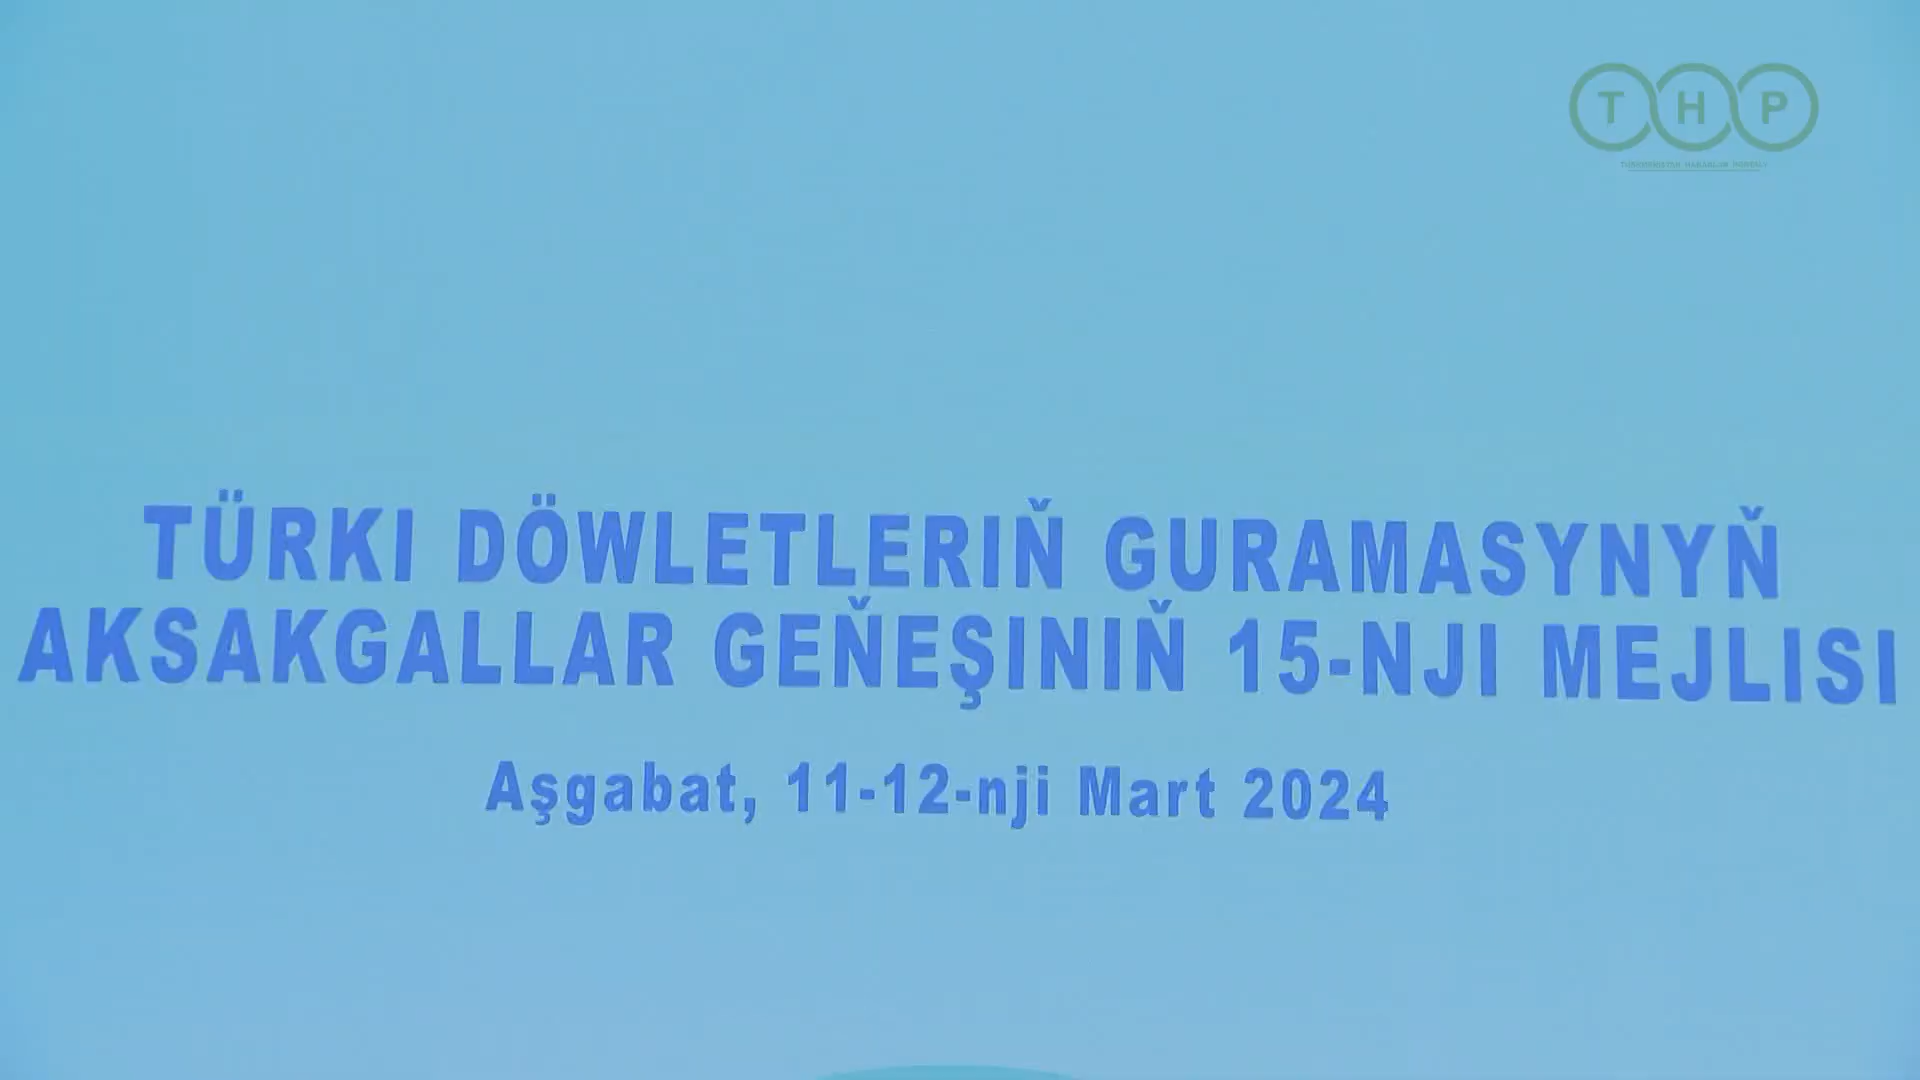 THP
TÜRKI DÖWLETLERIŇ GURAMASYNYŇ
AKSAKGALLAR GEŇEŞINIŇ 15-NJI MEJLISI
Aşgabat, 11-12-nji Mart 2024